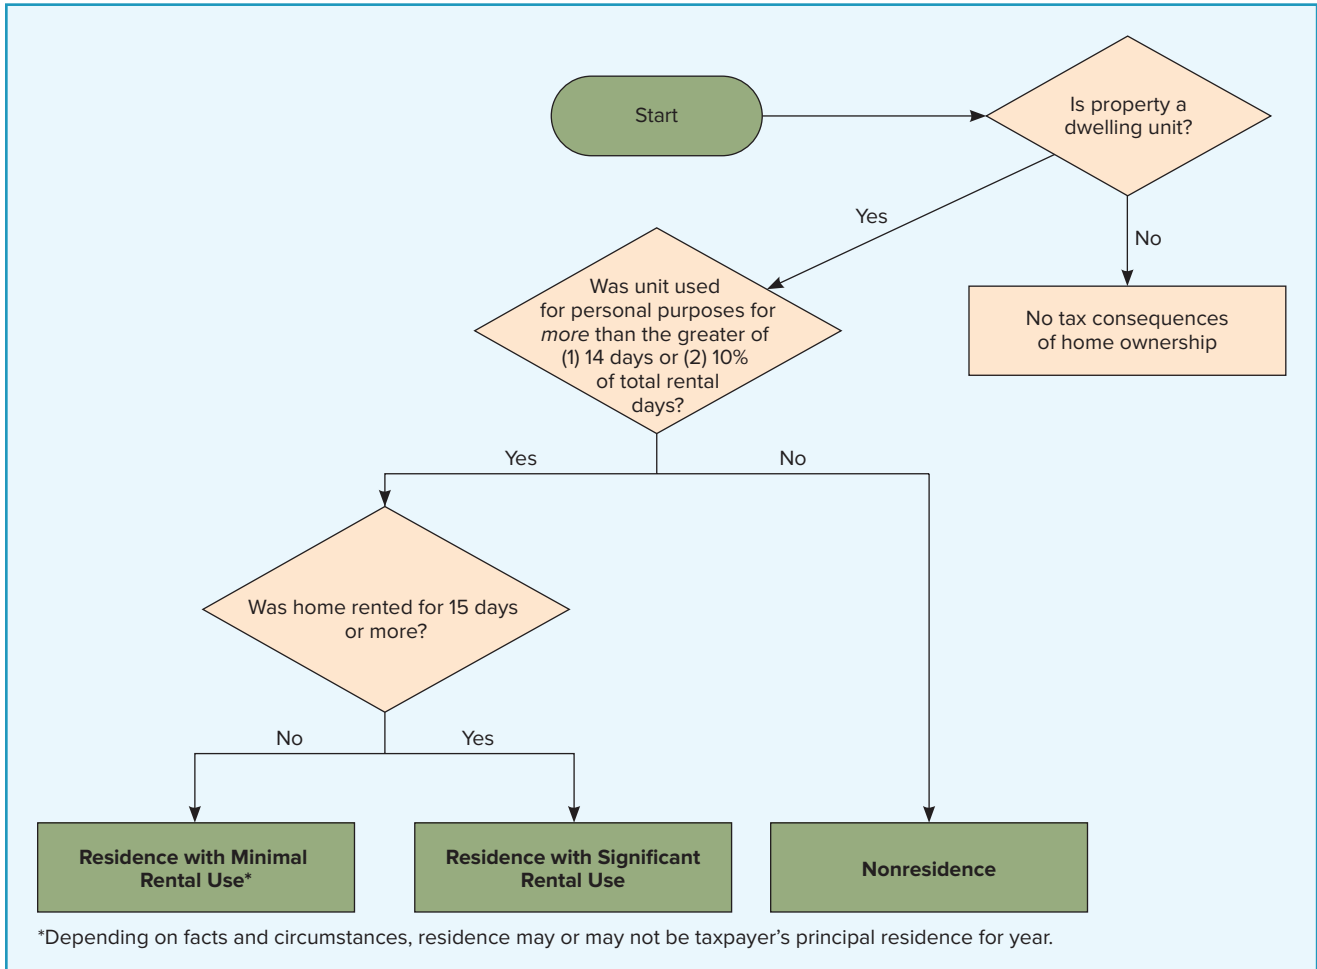 Start
Is property a
dwelling unit?
Yes
No
Was unit used
for personal purposes for
more than the greater of
(1) 14 days or (2) 10%
of total rental
days?
No tax consequences
of home ownership
Yes
No
Was home rented for 15 days
or more?
No
Yes
Residence with Minimal
Rental Use*
Residence with Significant
Rental Use
Nonresidence
*Depending on facts and circumstances, residence may or may not be taxpayer’s principal residence for year.